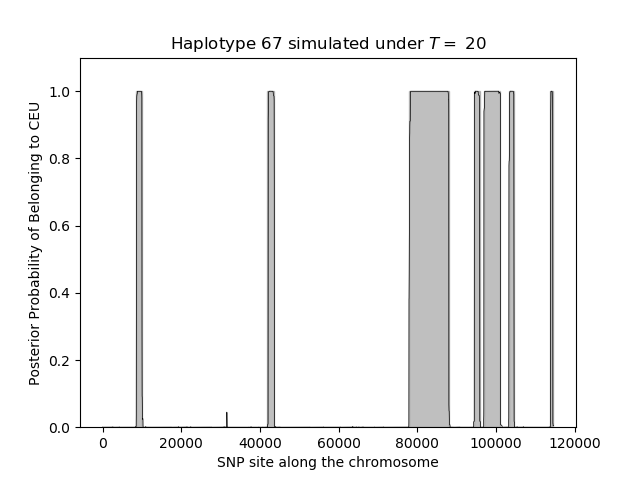 Haplotype 67 simulated under T = 20
Posterior Probability of Belonging to CEU
1.0
0.8
0.6
0.4
0.2
0.0
0 20000 40000 60000 80000 100000 120000
SNP site along the chromosome